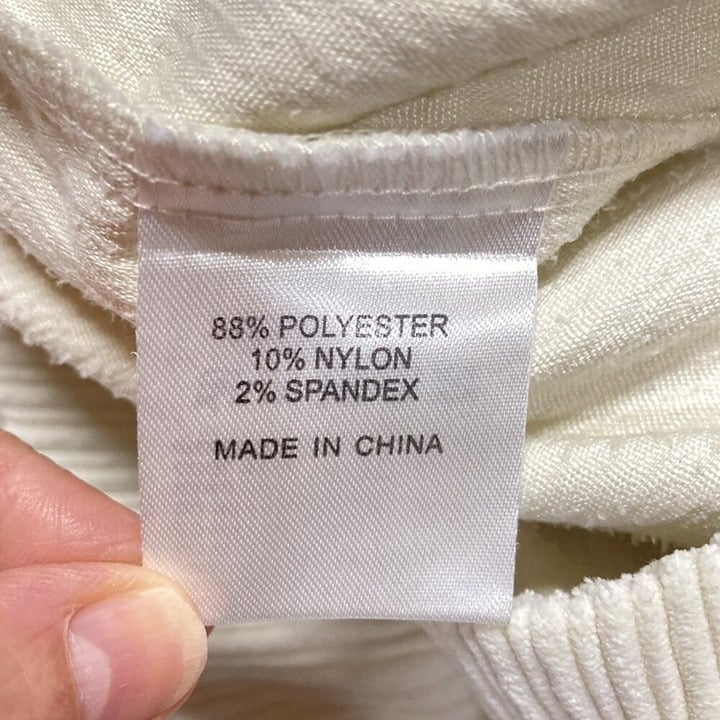 88% POLYESTER
10% NYLON
2% SPANDEX
MADE IN CHINA